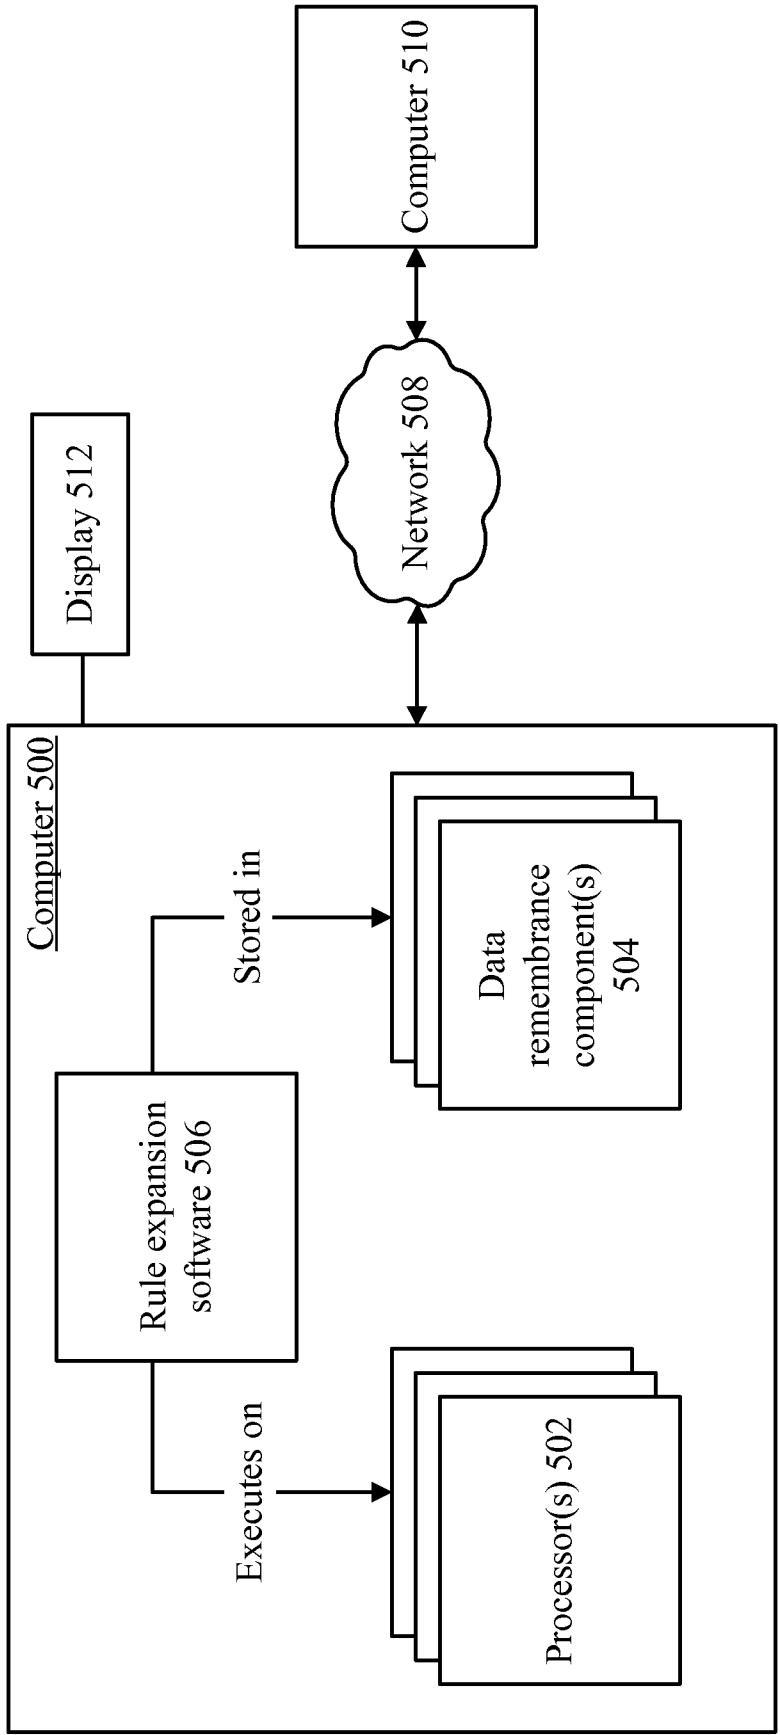 Computer 500
Rule expansion
software 506
Executes on
Stored in
Processor(s) 502
Data
remembrance
component(s)
504
Display 512
Network 508
Computer 510